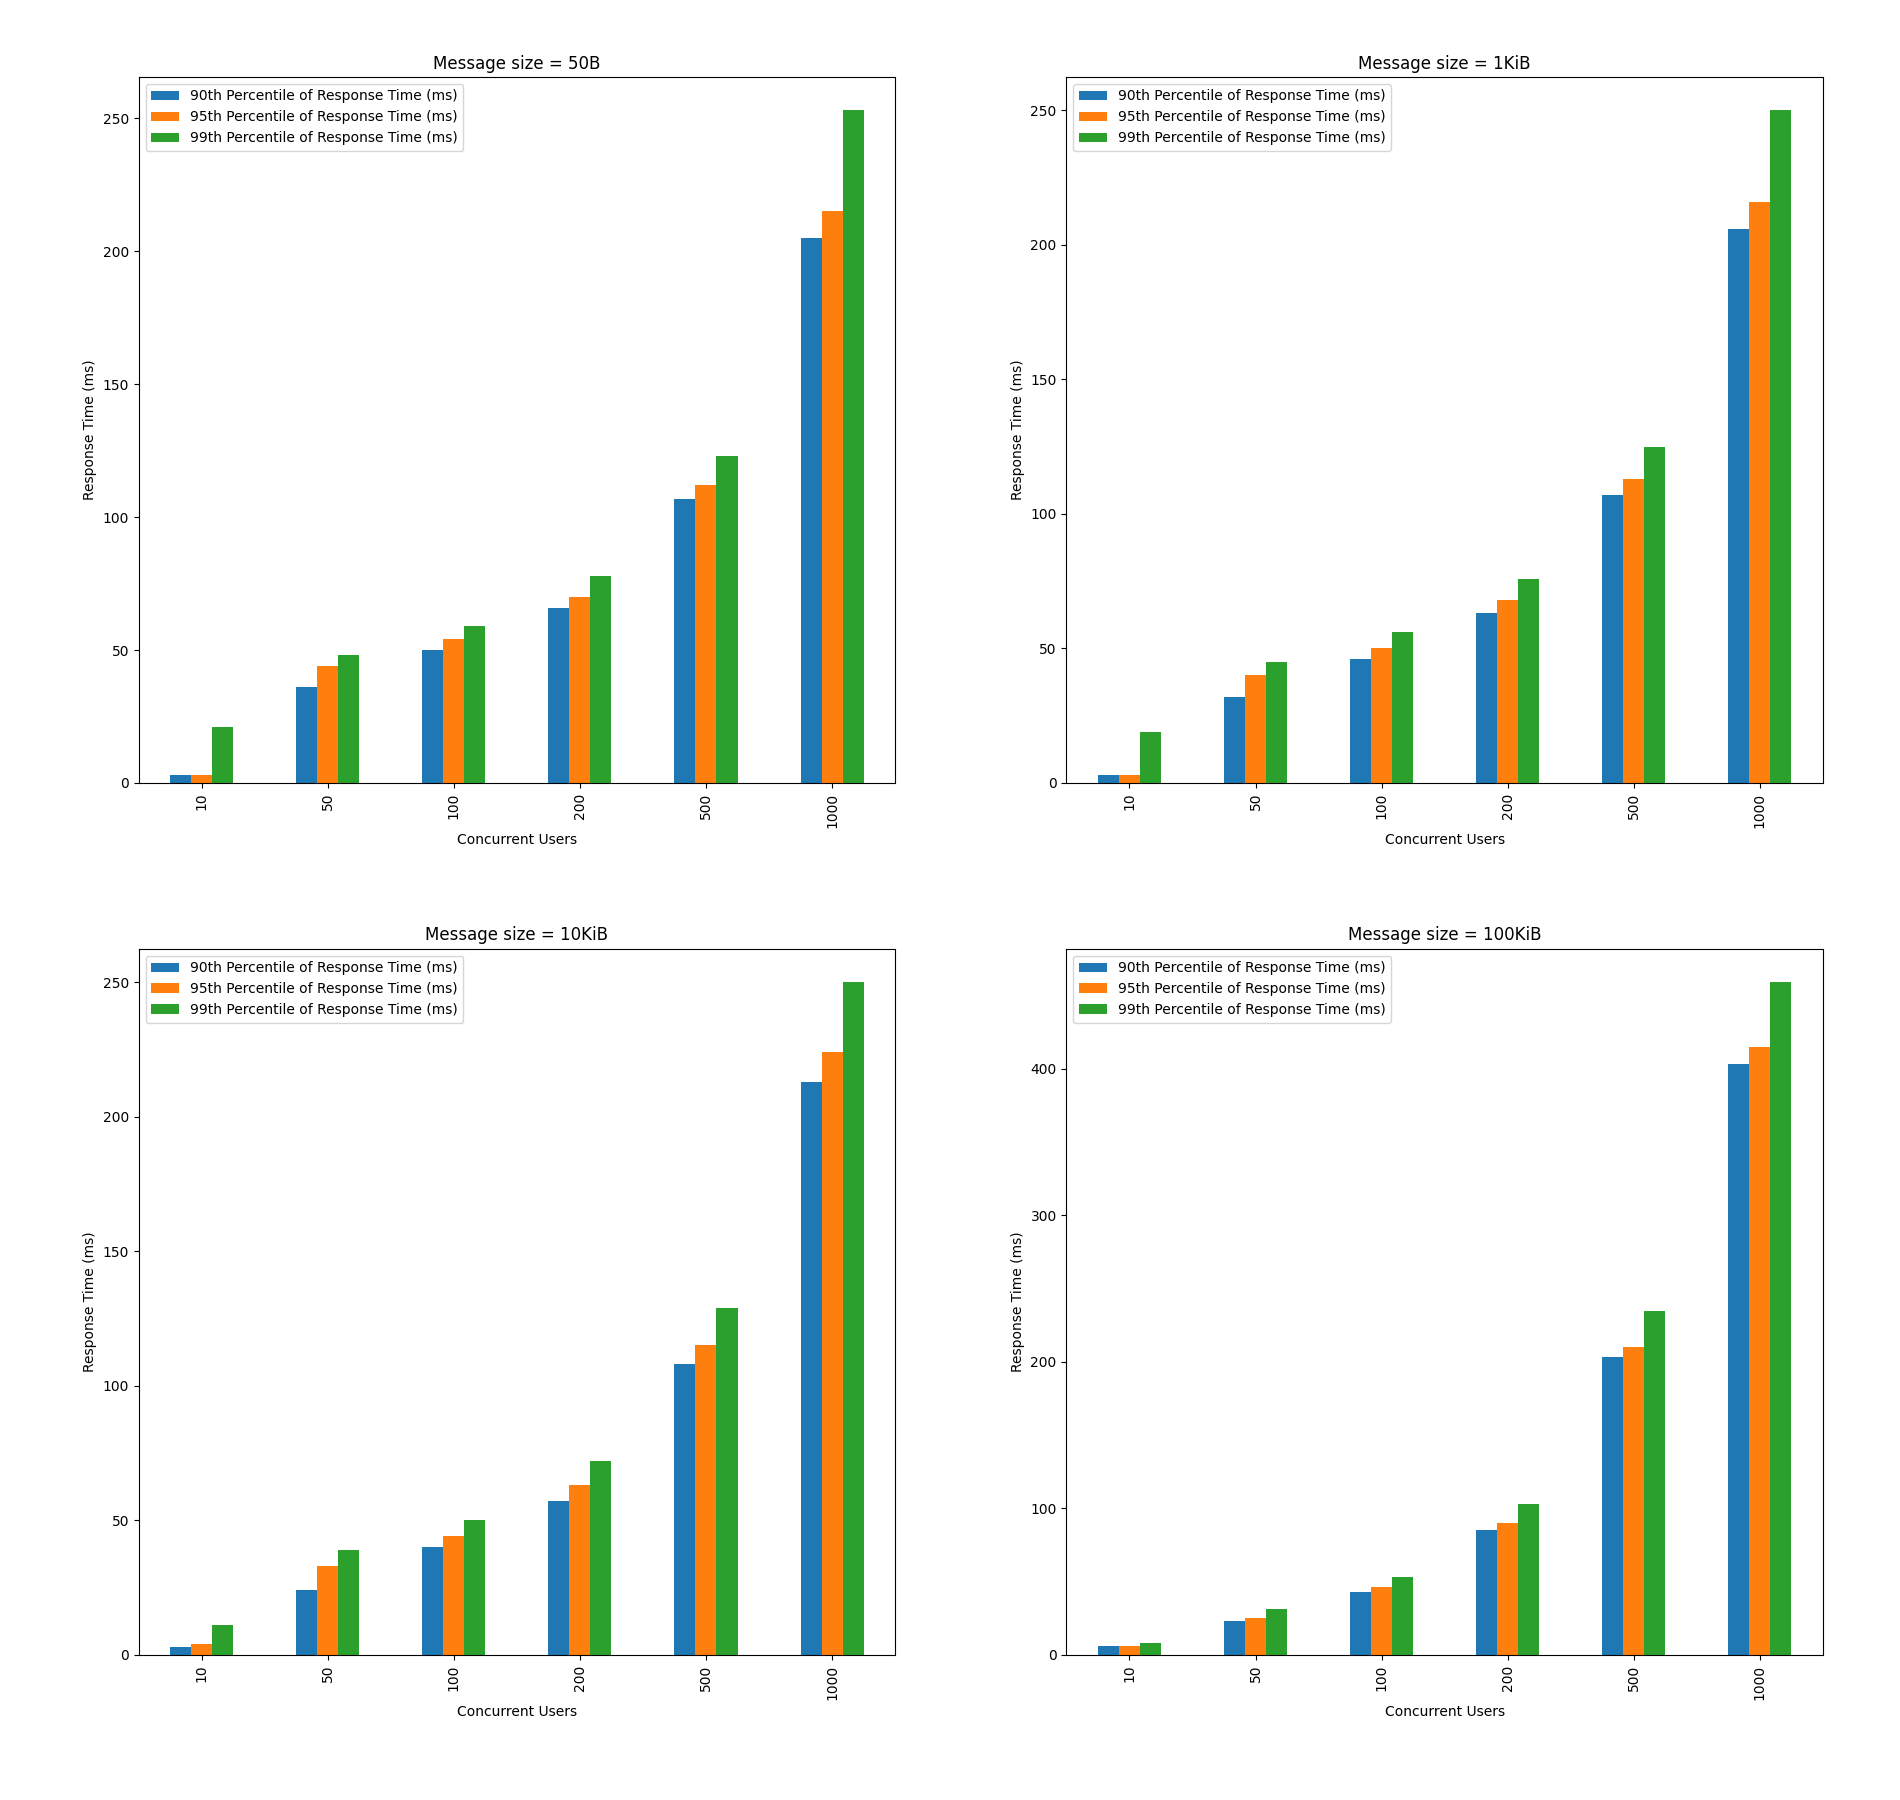 Message size = 50B
90th Percentile of Response Time (ms)
95th Percentile of Response Time (ms)
99th Percentile of Response Time (ms)
250
200
150
100
50
0
Response Time (ms)
10 50 100 200 500 1000
Concurrent Users
Message size = 1KiB
90th Percentile of Response Time (ms)
95th Percentile of Response Time (ms)
99th Percentile of Response Time (ms)
250
200
150
100
50
0
Response Time (ms)
10 50 100 200 500 1000
Concurrent Users
Message size = 10KiB
90th Percentile of Response Time (ms)
95th Percentile of Response Time (ms)
99th Percentile of Response Time (ms)
250
200
150
100
50
0
Response Time (ms)
10 50 100 200 500 1000
Concurrent Users
Message size = 100KiB
90th Percentile of Response Time (ms)
95th Percentile of Response Time (ms)
99th Percentile of Response Time (ms)
400
300
200
100
0
Response Time (ms)
10 50 100 200 500 1000
Concurrent Users